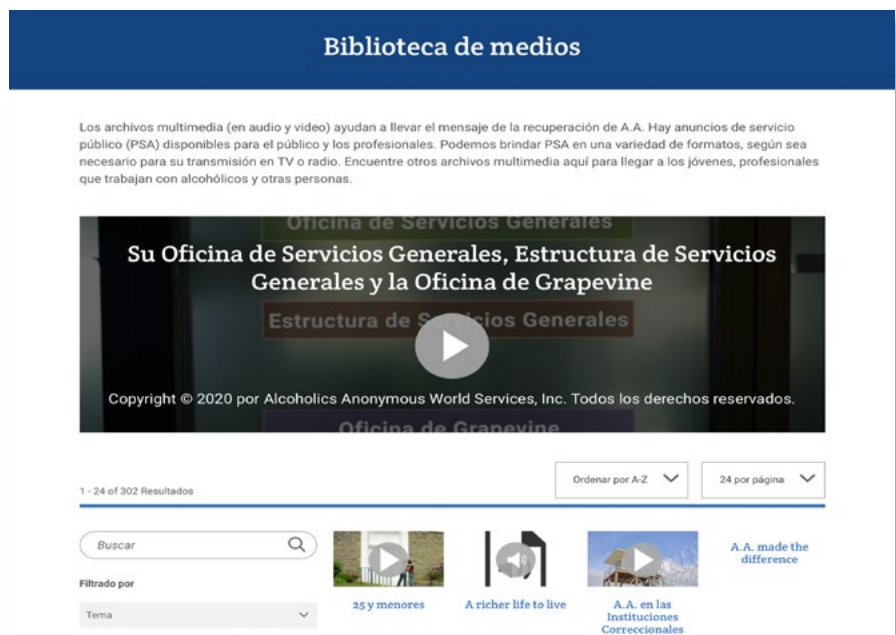 Biblioteca de medios
Los archivos multimedia (en audio y video) ayudan a llevar el mensaje de la recuperación de A.A. Hay anuncios de servicio
público (PSA) disponibles para el público y los profesionales. Podemos brindar PSA en una variedad de formatos, según sea
necesario para su transmisión en TV o radio. Encuentre otros archivos multimedia aquí para llegar a los jóvenes, profesionales
que trabajan con alcohólicos y otras personas.
Oficina de Servicios Generales
Su Oficina de Servicios Generales, Estructura de Servicios
Generales y la Oficina de Grapevine
Estructura de Servicios Generales
Copyright © 2020 por Alcoholics Anonymous World Services, Inc. Todos los derechos reservados.
Oficina de Grapevine
1 - 24 of 302 Resultados
Ordenar por A-Z
24 por página
Buscar
Filtrado por
Tema
25 y menores
A richer life to live
A.A. en las
Instituciones
Correccionales
A.A. made the
difference